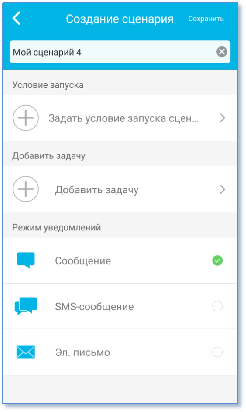 Создание сценария
Сохранить
Мой сценарий 4
Условие запуска
Задать условие запуска сцен...
Добавить задачу
Добавить задачу
Режим уведомлений
Сообщение
SMS-сообщение
Эл. письмо